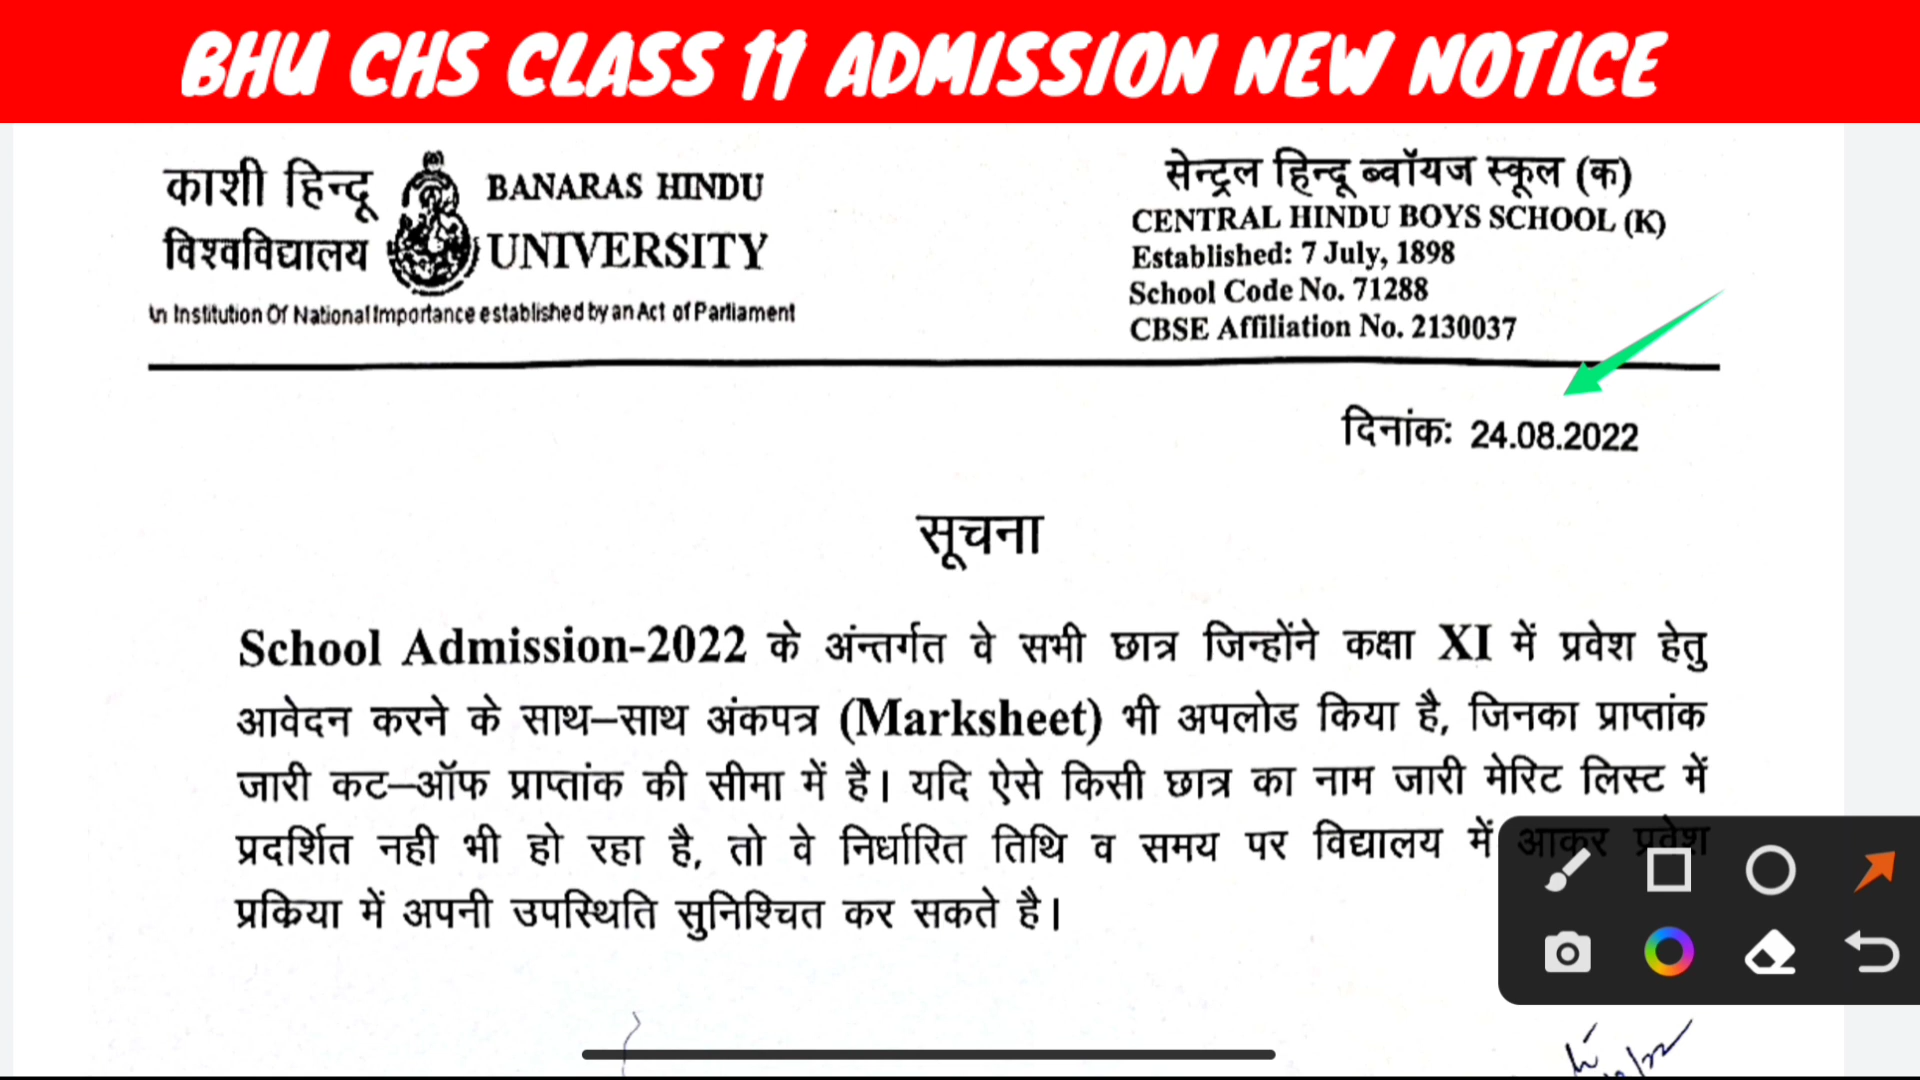 BHU CHS CLASS 11 ADMISSION NEW NOTICE
काशी हिन्दू
विश्वविद्यालय
BANARAS HINDU
UNIVERSITY
n Institution Of National Importance established by an Act of Parliament
सेन्ट्रल हिन्दू ब्वॉयज स्कूल (क)
CENTRAL HINDU BOYS SCHOOL (K)
Established: 7 July, 1898
School Code No. 71288
CBSE Affiliation No. 2130037
दिनांक: 24.08.2022
सूचना
School Admission-2022 के अंन्तर्गत वे सभी छात्र जिन्होंने कक्षा XI में प्रवेश हेतु
आवेदन करने के साथ–साथ अंकपत्र (Marksheet) भी अपलोड किया है, जिनका प्राप्तांक
जारी कट–ऑफ प्राप्तांक की सीमा में है। यदि ऐसे किसी छात्र का नाम जारी मेरिट लिस्ट में
प्रदर्शित नही भी हो रहा है, तो वे निर्धारित तिथि व समय पर विद्यालय में आकर प्रवेश
प्रक्रिया में अपनी उपस्थिति सुनिश्चित कर सकते है।